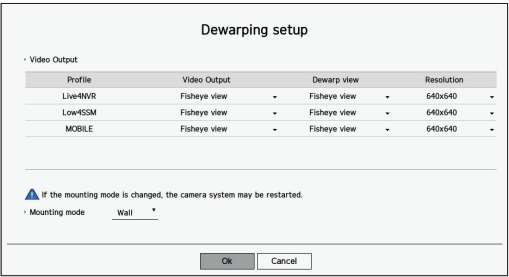 Dewarping setup
Video Output
Profile Video Output Dewarp view Resolution
Live4NVR Fisheye view Fisheye view 640x640
Low4SSM Fisheye view Fisheye view 640x640
MOBILE Fisheye view Fisheye view 640x640
If the mounting mode is changed, the camera system may be restarted.
Mounting mode Wall
Ok Cancel